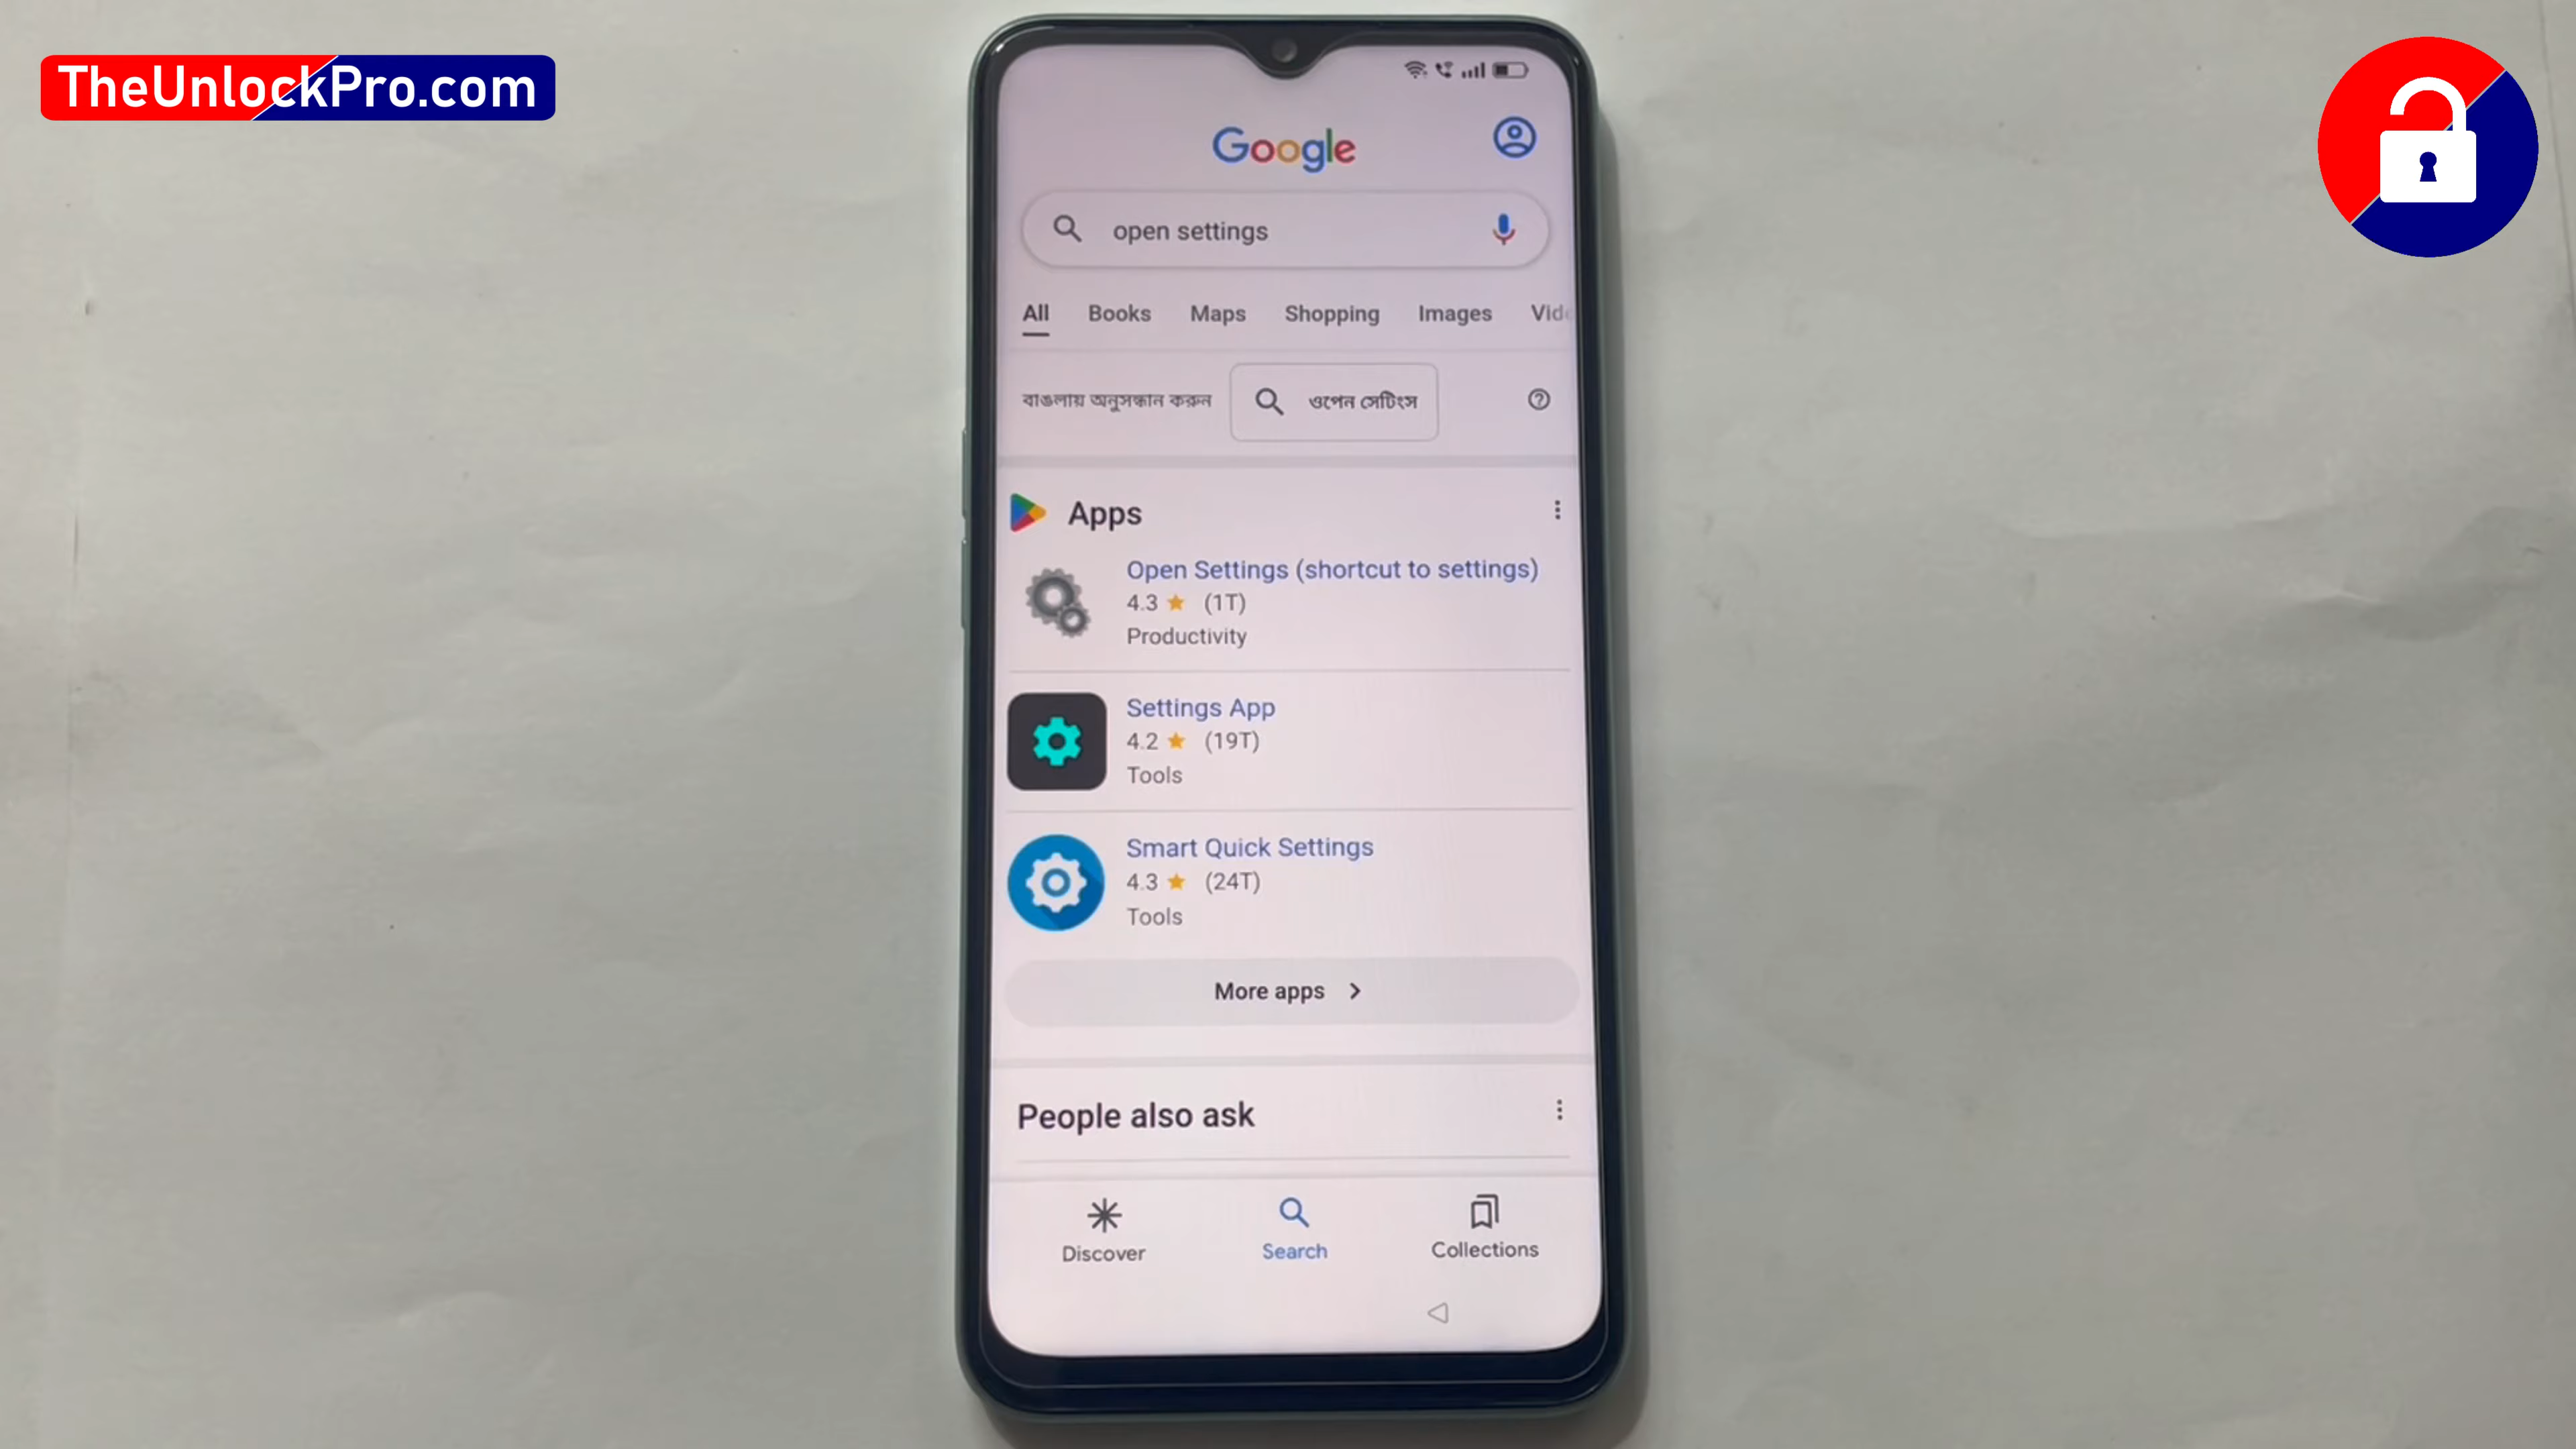 TheUnlockPro.com
Google
open settings
All Books Maps Shopping Images Vid
বাঙলায় অনুসন্ধান করুন ওপেন সেটিংস
Apps
Open Settings (shortcut to settings)
4.3 ★ (1T)
Productivity
Settings App
4.2 ★ (19T)
Tools
Smart Quick Settings
4.3 ★ (24T)
Tools
More apps >
People also ask
Discover Search Collections